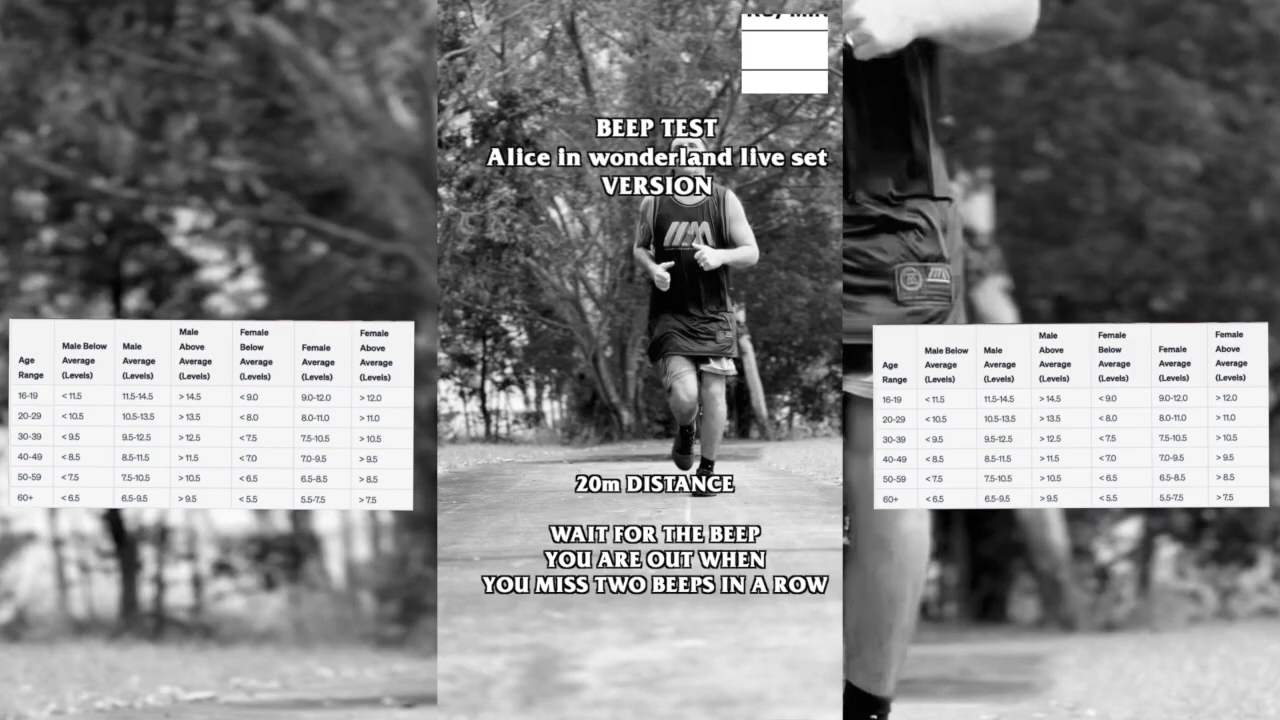 BEEP TEST
Alice in wonderland live set
VERSION
20m DISTANCE
WAIT FOR THE BEEP
YOU ARE OUT WHEN
YOU MISS TWO BEEPS IN A ROW
Age Range | Male Below Average (Levels) | Male Average (Levels) | Male Above Average (Levels) | Female Below Average (Levels) | Female Average (Levels) | Female Above Average (Levels)
16-19 | < 11.5 | 11.5-14.5 | > 14.5 | < 9.0 | 9.0-12.0 | > 12.0
20-29 | < 10.5 | 10.5-13.5 | > 13.5 | < 8.0 | 8.0-11.0 | > 11.0
30-39 | < 9.5 | 9.5-12.5 | > 12.5 | < 7.5 | 7.5-10.5 | > 10.5
40-49 | < 8.5 | 8.5-11.5 | > 11.5 | < 7.0 | 7.0-9.5 | > 9.5
50-59 | < 7.5 | 7.5-10.5 | > 10.5 | < 6.5 | 6.5-8.5 | > 8.5
60+ | < 6.5 | 6.5-9.5 | > 9.5 | < 5.5 | 5.5-7.5 | > 7.5
Age Range | Male Below Average (Levels) | Male Average (Levels) | Male Above Average (Levels) | Female Below Average (Levels) | Female Average (Levels) | Female Above Average (Levels)
16-19 | < 11.5 | 11.5-14.5 | > 14.5 | < 9.0 | 9.0-12.0 | > 12.0
20-29 | < 10.5 | 10.5-13.5 | > 13.5 | < 8.0 | 8.0-11.0 | > 11.0
30-39 | < 9.5 | 9.5-12.5 | > 12.5 | < 7.5 | 7.5-10.5 | > 10.5
40-49 | < 8.5 | 8.5-11.5 | > 11.5 | < 7.0 | 7.0-9.5 | > 9.5
50-59 | < 7.5 | 7.5-10.5 | > 10.5 | < 6.5 | 6.5-8.5 | > 8.5
60+ | < 6.5 | 6.5-9.5 | > 9.5 | < 5.5 | 5.5-7.5 | > 7.5